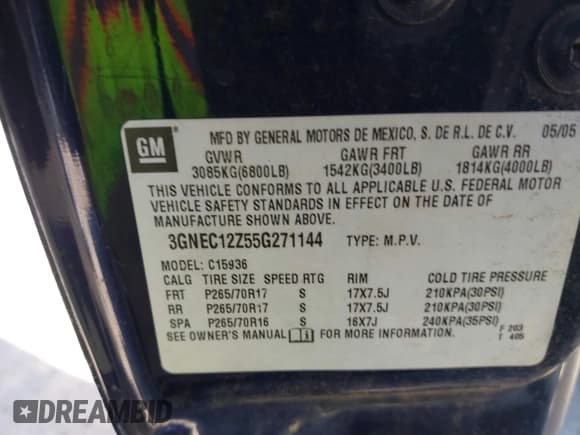 GM
MFD BY GENERAL MOTORS DE MEXICO, S. DE R.L. DE C.V. 05/05
GVWR GAWR FRT GAWR RR
3085KG(6800LB) 1542KG(3400LB) 1814KG(4000LB)
THIS VEHICLE CONFORMS TO ALL APPLICABLE U.S. FEDERAL MOTOR
VEHICLE SAFETY STANDARDS IN EFFECT ON THE DATE OF
MANUFACTURE SHOWN ABOVE.
3GNEC12Z55G271144 TYPE: M.P.V.
MODEL: C15936
CALG TIRE SIZE SPEED RTG RIM COLD TIRE PRESSURE
FRT P265/70R17 S 17X7.5J 210KPA(30PSI)
RR P265/70R17 S 17X7.5J 210KPA(30PSI)
SPA P265/70R16 S 16X7J 240KPA(35PSI)
SEE OWNER'S MANUAL i FOR MORE INFORMATION.
F 203
T 405
DREAMBID